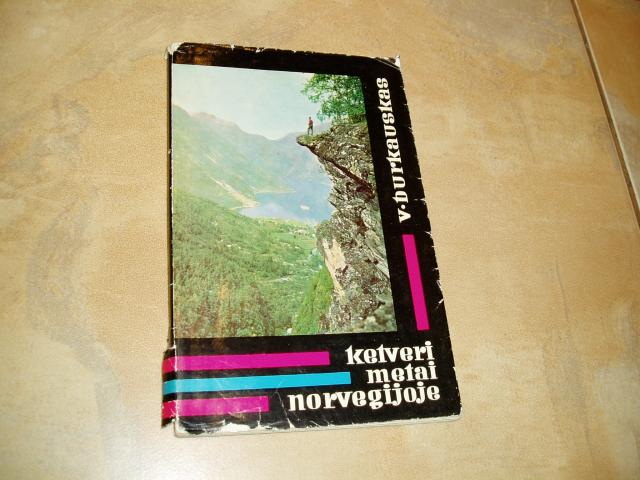 v. burkauskas
ketveri
metai
norvegijoje